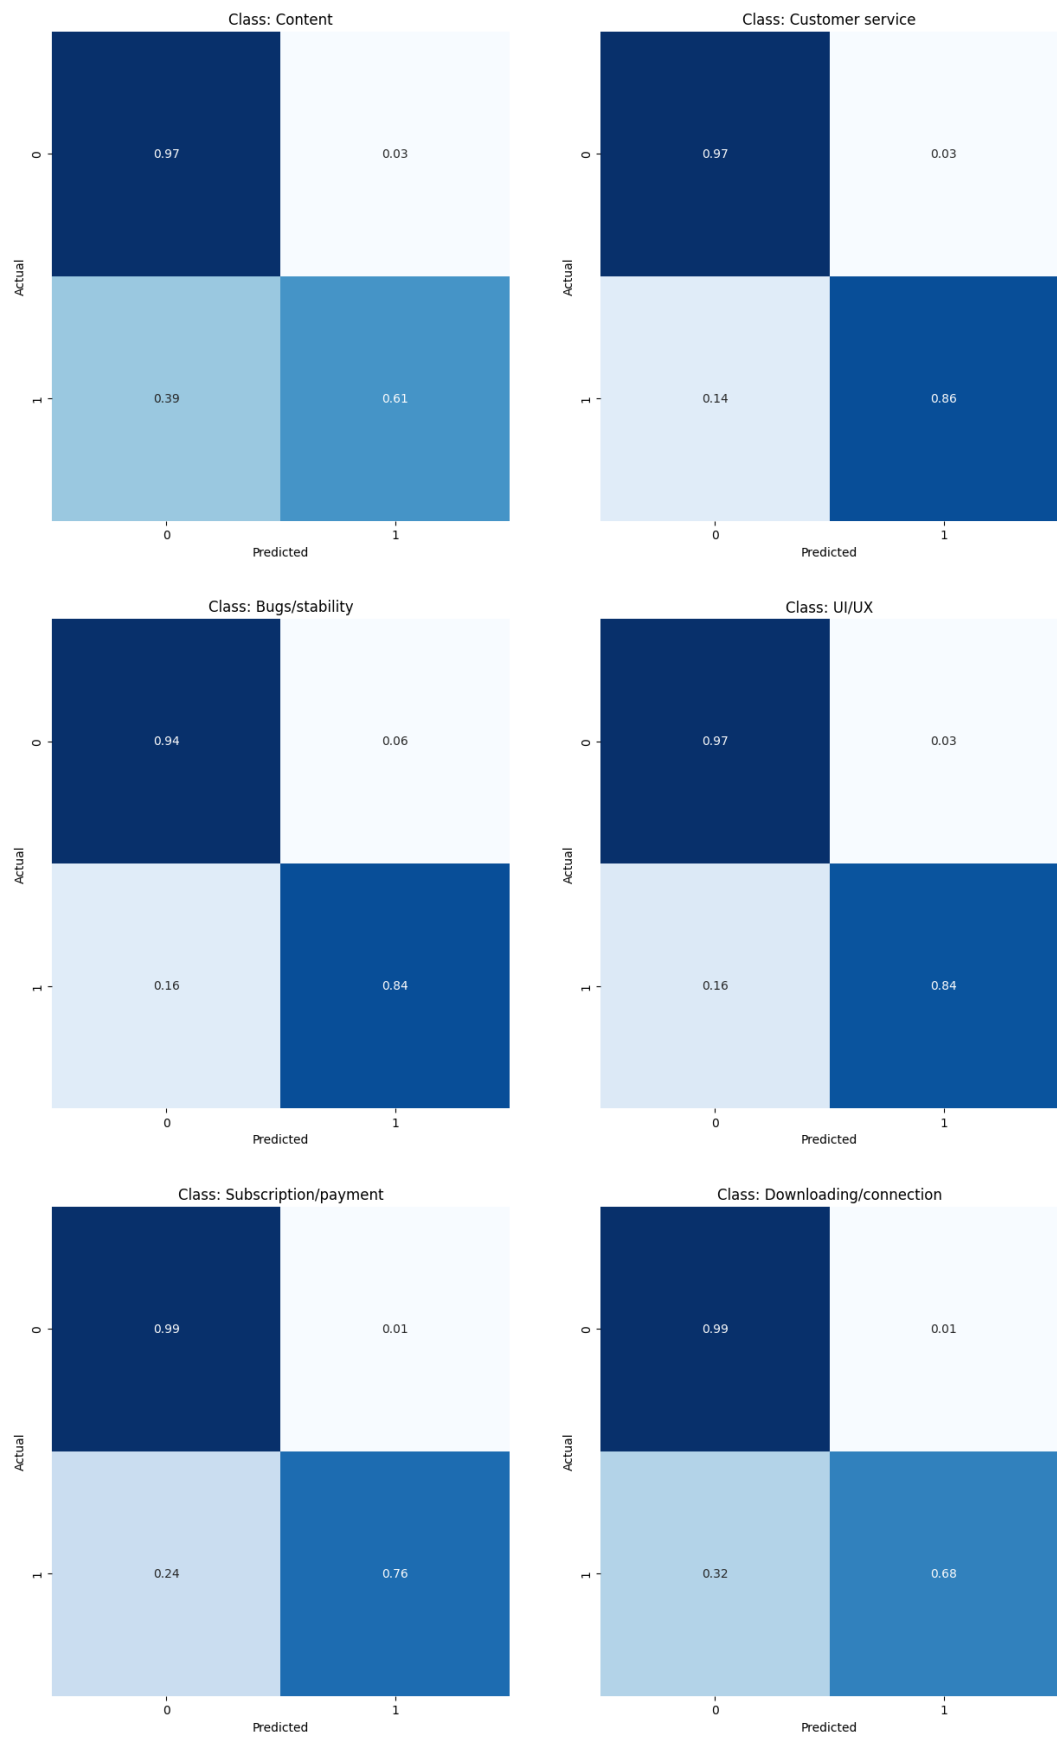 Class: Content
0
0.97
0.03
Actual
1
0.39
0.61
0
1
Predicted
Class: Customer service
0
0.97
0.03
Actual
1
0.14
0.86
0
1
Predicted
Class: Bugs/stability
0
0.94
0.06
Actual
1
0.16
0.84
0
1
Predicted
Class: UI/UX
0
0.97
0.03
Actual
1
0.16
0.84
0
1
Predicted
Class: Subscription/payment
0
0.99
0.01
Actual
1
0.24
0.76
0
1
Predicted
Class: Downloading/connection
0
0.99
0.01
Actual
1
0.32
0.68
0
1
Predicted